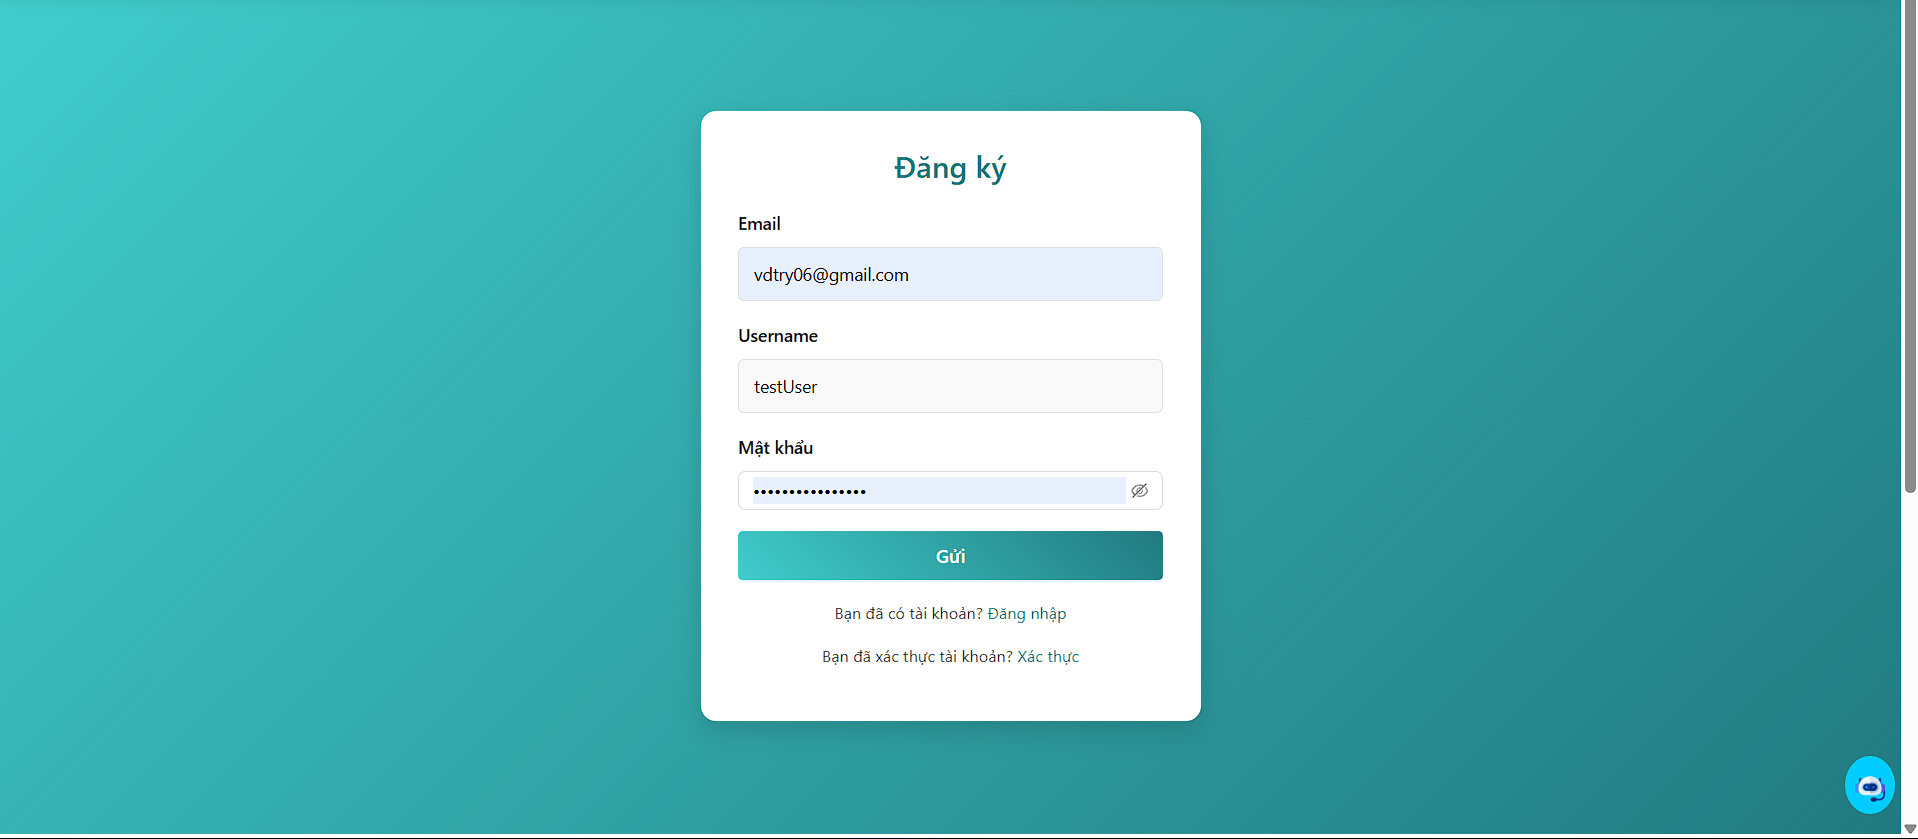 Đăng ký
Email
vdtry06@gmail.com
Username
testUser
Mật khẩu
••••••••••••••••
Gửi
Bạn đã có tài khoản? Đăng nhập
Bạn đã xác thực tài khoản? Xác thực